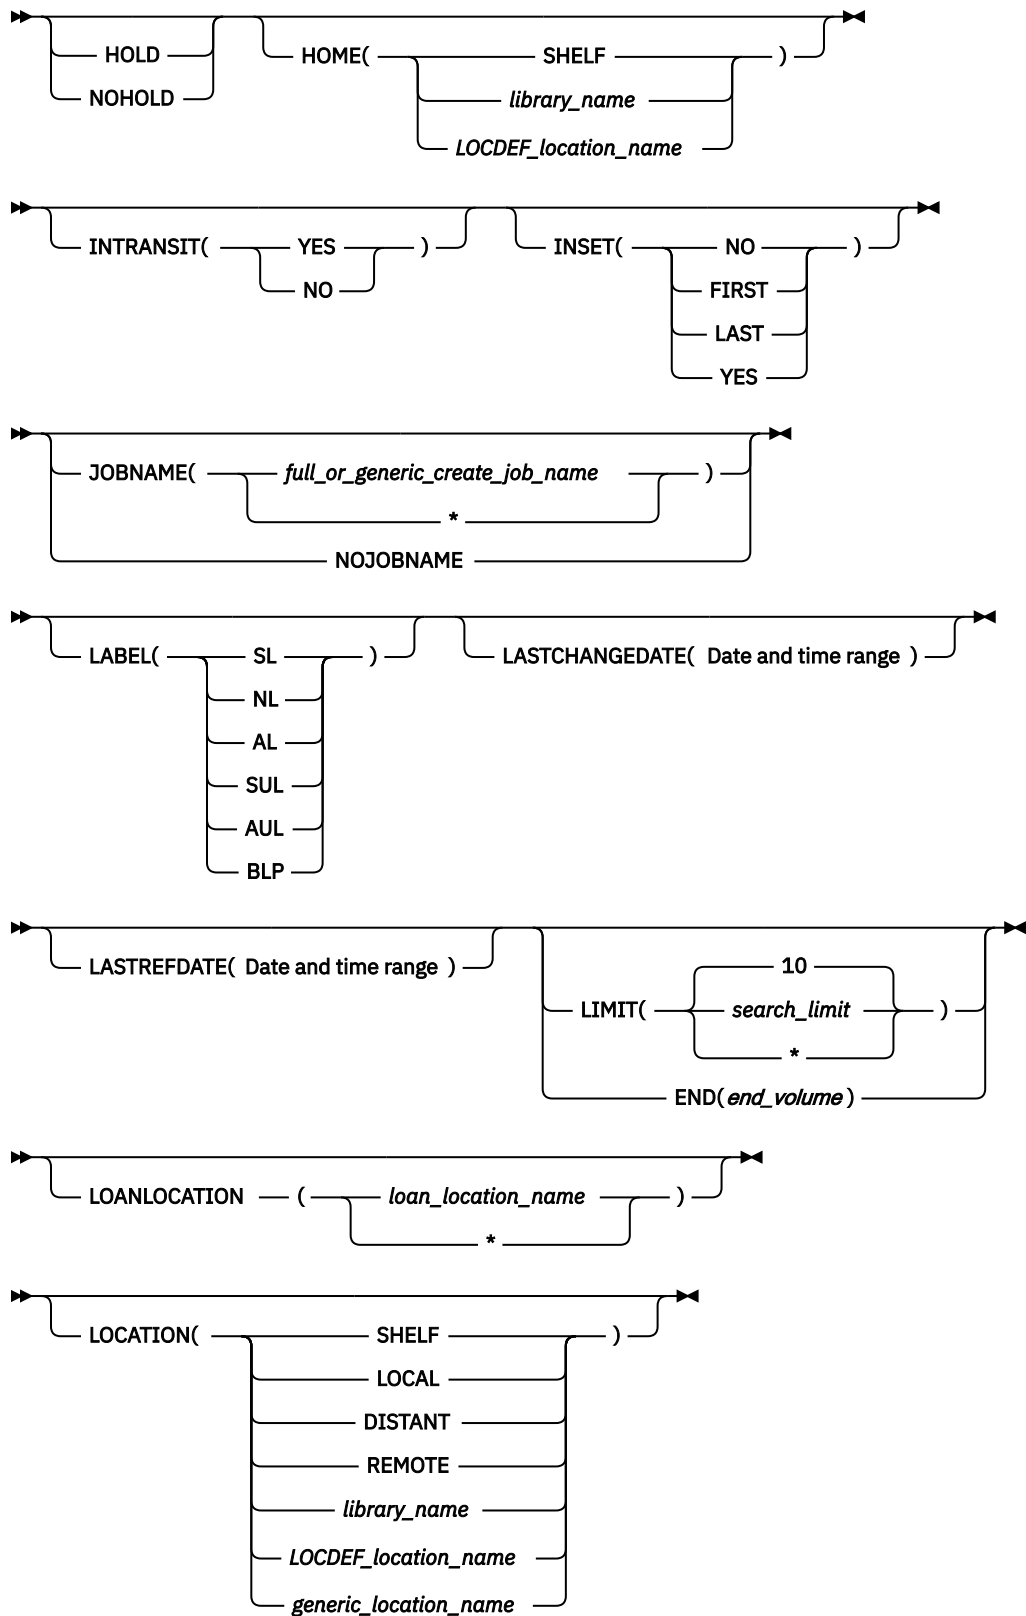 HOLD HOME( SHELF )
NOHOLD library_name
LOCDEF_location_name
INTRANSIT( YES ) INSET( NO )
NO FIRST
LAST
YES
JOBNAME( full_or_generic_create_job_name )
*
NOJOBNAME
LABEL( SL ) LASTCHANGEDATE( Date and time range )
NL
AL
SUL
AUL
BLP
LASTREFDATE( Date and time range ) 10
LIMIT( search_limit )
*
END( end_volume )
LOANLOCATION ( loan_location_name )
*
LOCATION( SHELF )
LOCAL
DISTANT
REMOTE
library_name
LOCDEF_location_name
generic_location_name